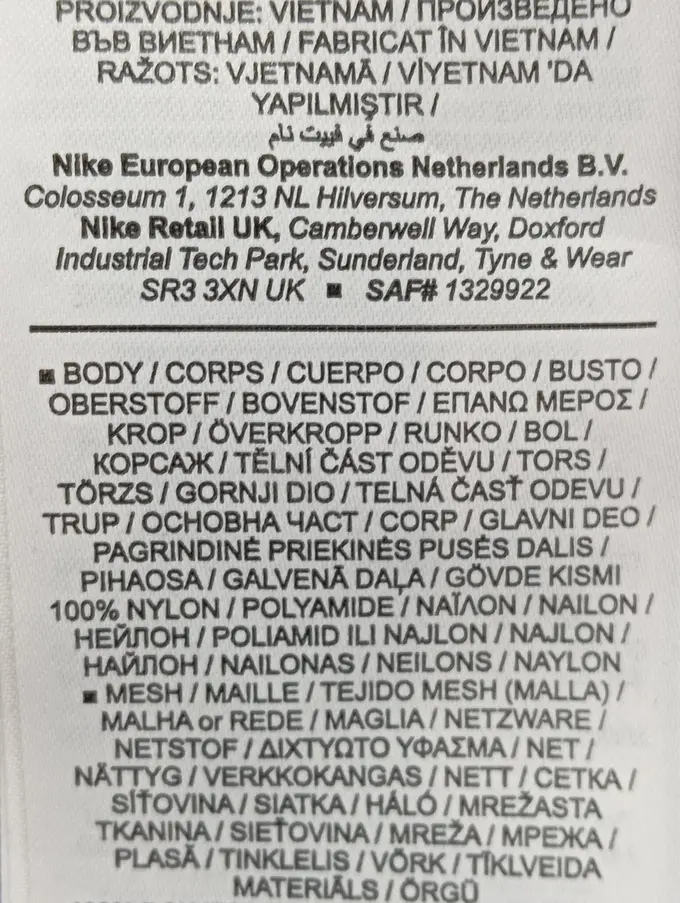 PROIZVODNJE: VIETNAM / ПРОИЗВЕДЕНО
ВЪВ ВИЕТНАМ / FABRICAT ÎN VIETNAM /
RAŽOTS: VJETNAMĀ / VİYETNAM 'DA
YAPILMIŞTIR /
صنع في فييت نام
Nike European Operations Netherlands B.V.
Colosseum 1, 1213 NL Hilversum, The Netherlands
Nike Retail UK, Camberwell Way, Doxford
Industrial Tech Park, Sunderland, Tyne & Wear
SR3 3XN UK ■ SAF# 1329922
■ BODY / CORPS / CUERPO / CORPO / BUSTO /
OBERSTOFF / BOVENSTOF / ΕΠΑΝΩ ΜΕΡΟΣ /
KROP / ÖVERKROPP / RUNKO / BOL /
КОРСАЖ / TĚLNÍ ČÁST ODĚVU / TORS /
TÖRZS / GORNJI DIO / TELNÁ ČASŤ ODEVU /
TRUP / ОСНОВНА ЧАСТ / CORP / GLAVNI DEO /
PAGRINDINĖ PRIEKINĖS PUSĖS DALIS /
PIHAOSA / GALVENĀ DAĻA / GÖVDE KISMI
100% NYLON / POLYAMIDE / ΝΑΪΛΟΝ / NAILON /
НЕЙЛОН / POLIAMID ILI NAJLON / NAJLON /
НАЙЛОН / NAILONAS / NEILONS / NAYLON
■ MESH / MAILLE / TEJIDO MESH (MALLA) /
MALHA or REDE / MAGLIA / NETZWARE /
NETSTOF / ΔΙΧΤΥΩΤΟ ΥΦΑΣΜΑ / NET /
NÄTTYG / VERKKOKANGAS / NETT / СЕТКА /
SÍŤOVINA / SIATKA / HÁLÓ / MREŽASTA
TKANINA / SIEŤOVINA / MREŽA / МРЕЖА /
PLASĂ / TINKLELIS / VÕRK / TĪKLVEIDA
MATERIĀLS / ÖRGÜ